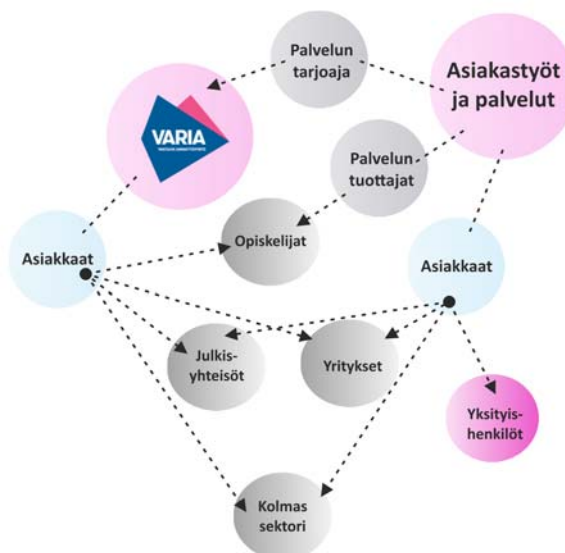 Palvelun
tarjoaja
Asiakastyöt
ja palvelut
VARIA
Palvelun
tuottajat
Opiskelijat
Asiakkaat
Asiakkaat
Julkis-
yhteisöt
Yritykset
Yksityis-
henkilöt
Kolmas
sektori